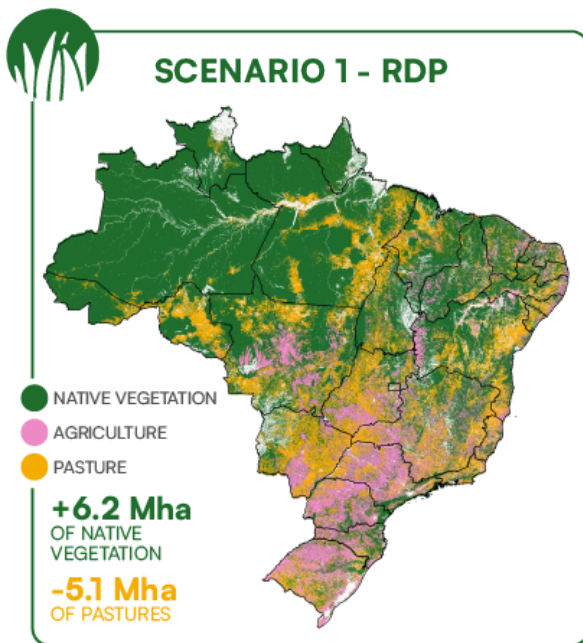 SCENARIO 1 - RDP
NATIVE VEGETATION
AGRICULTURE
PASTURE
+6.2 Mha
OF NATIVE
VEGETATION
-5.1 Mha
OF PASTURES